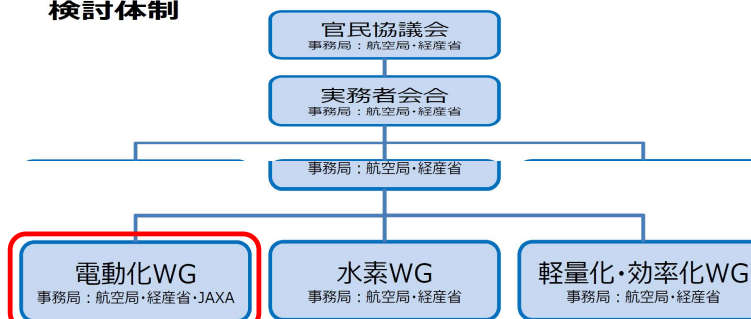 検討体制
官民協議会
事務局：航空局・経産省
実務者会合
事務局：航空局・経産省
事務局：航空局・経産省
電動化WG
事務局：航空局・経産省・JAXA
水素WG
事務局：航空局・経産省
軽量化・効率化WG
事務局：航空局・経産省